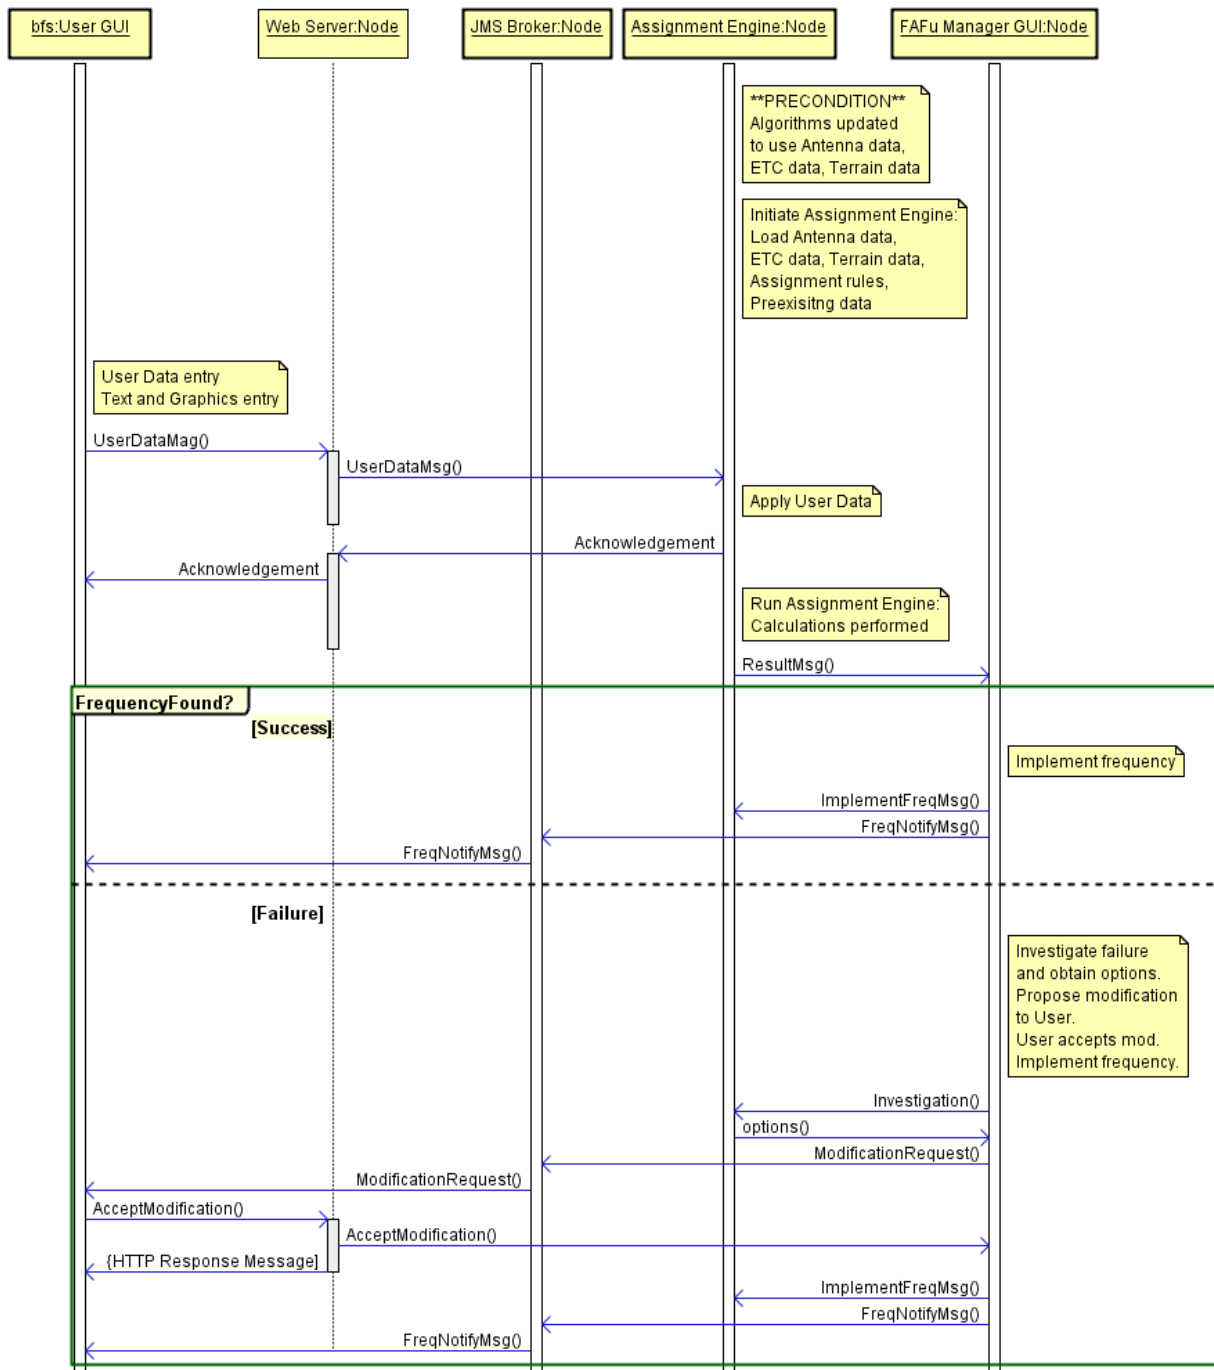 bfs:User GUI
Web Server:Node
JMS Broker:Node
Assignment Engine:Node
FAFu Manager GUI:Node
**PRECONDITION**
Algorithms updated
to use Antenna data,
ETC data, Terrain data
Initiate Assignment Engine:
Load Antenna data,
ETC data, Terrain data,
Assignment rules,
Preexisitng data
User Data entry
Text and Graphics entry
UserDataMag()
UserDataMsg()
Apply User Data
Acknowledgement
Acknowledgement
Run Assignment Engine:
Calculations performed
ResultMsg()
FrequencyFound?
[Success]
Implement frequency
ImplementFreqMsg()
FreqNotifyMsg()
FreqNotifyMsg()
[Failure]
Investigate failure
and obtain options.
Propose modification
to User.
User accepts mod.
Implement frequency.
Investigation()
options()
ModificationRequest()
ModificationRequest()
AcceptModification()
AcceptModification()
{HTTP Response Message]
ImplementFreqMsg()
FreqNotifyMsg()
FreqNotifyMsg()